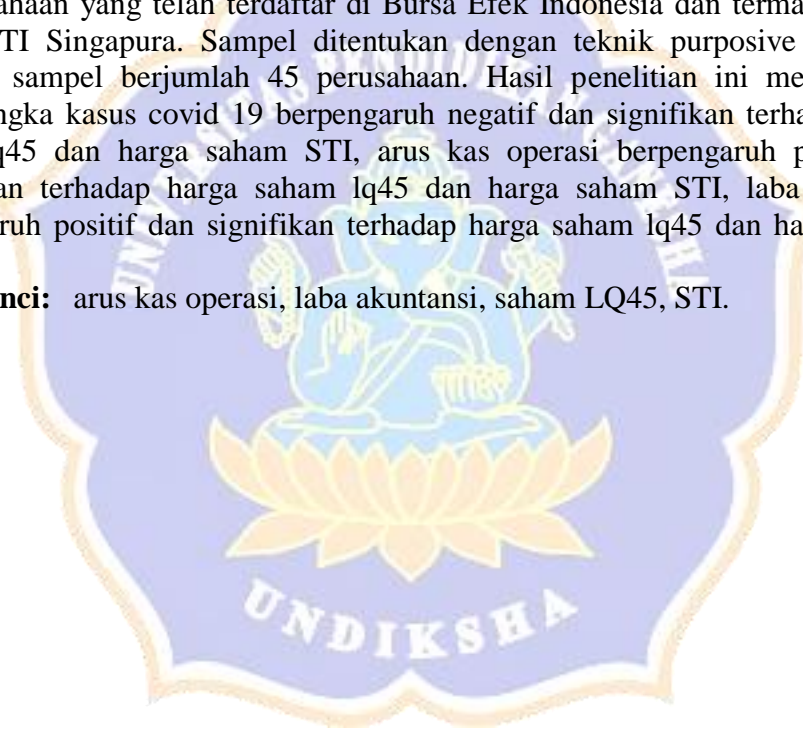 ahaan yang telah terdaftar di Bursa Efek Indonesia dan terma
TI Singapura. Sampel ditentukan dengan teknik purposive
sampel berjumlah 45 perusahaan. Hasil penelitian ini me
ngka kasus covid 19 berpengaruh negatif dan signifikan terha
q45 dan harga saham STI, arus kas operasi berpengaruh p
an terhadap harga saham lq45 dan harga saham STI, laba
ruh positif dan signifikan terhadap harga saham lq45 dan ha
nci: arus kas operasi, laba akuntansi, saham LQ45, STI.
UNIVERSITAS PENDIDIKAN GANESHA
UNDIKSHA